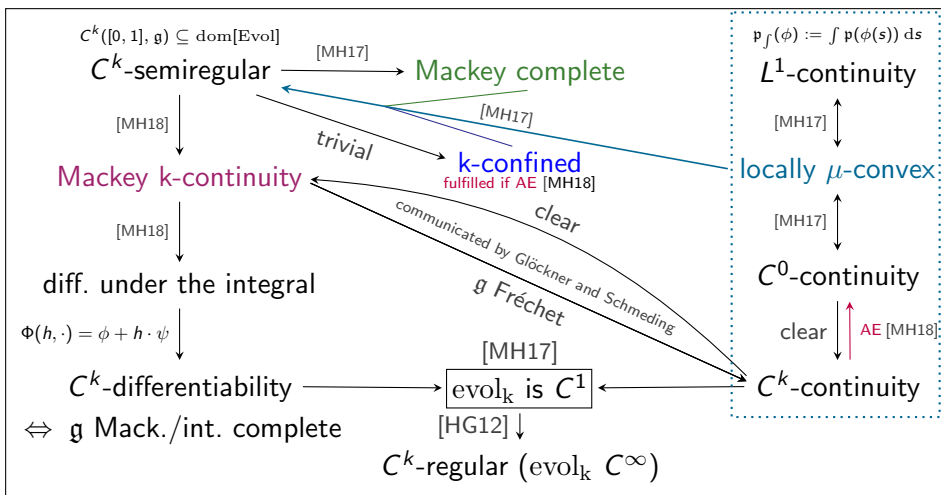 C^k([0, 1], 𝔤) ⊆ dom[Evol]
𝔭_∫(ϕ) := ∫ 𝔭(ϕ(s)) ds
C^k-semiregular
[MH17]
Mackey complete
L^1-continuity
[MH18]
trivial
[MH17]
[MH17]
k-confined
fulfilled if AE [MH18]
Mackey k-continuity
locally μ-convex
clear
[MH18]
communicated by Glöckner and Schmeding
[MH17]
diff. under the integral
𝔤 Fréchet
C^0-continuity
Φ(h, ·) = ϕ + h · ψ
clear
AE [MH18]
[MH17]
C^k-differentiability
evol_k is C^1
C^k-continuity
⇔ 𝔤 Mack./int. complete
[HG12]
C^k-regular (evol_k C^∞)